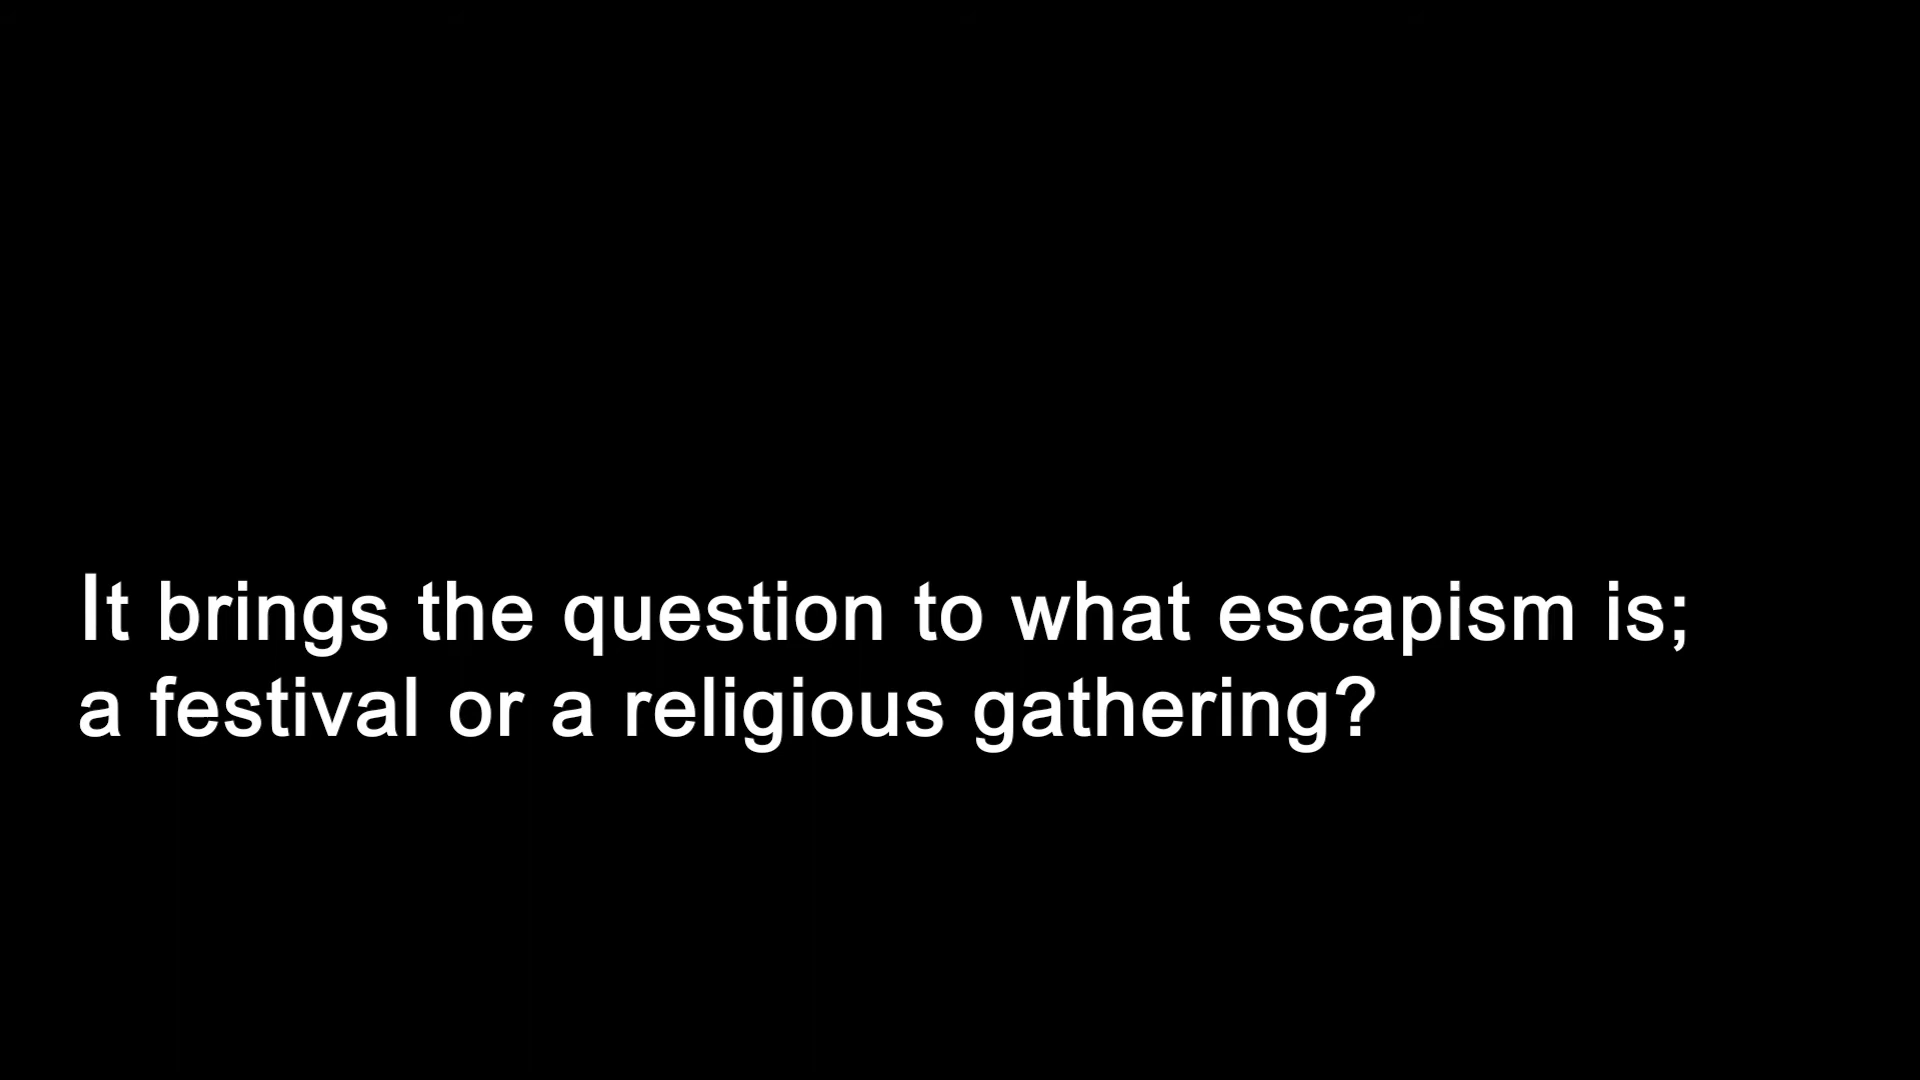 It brings the question to what escapism is;
a festival or a religious gathering?